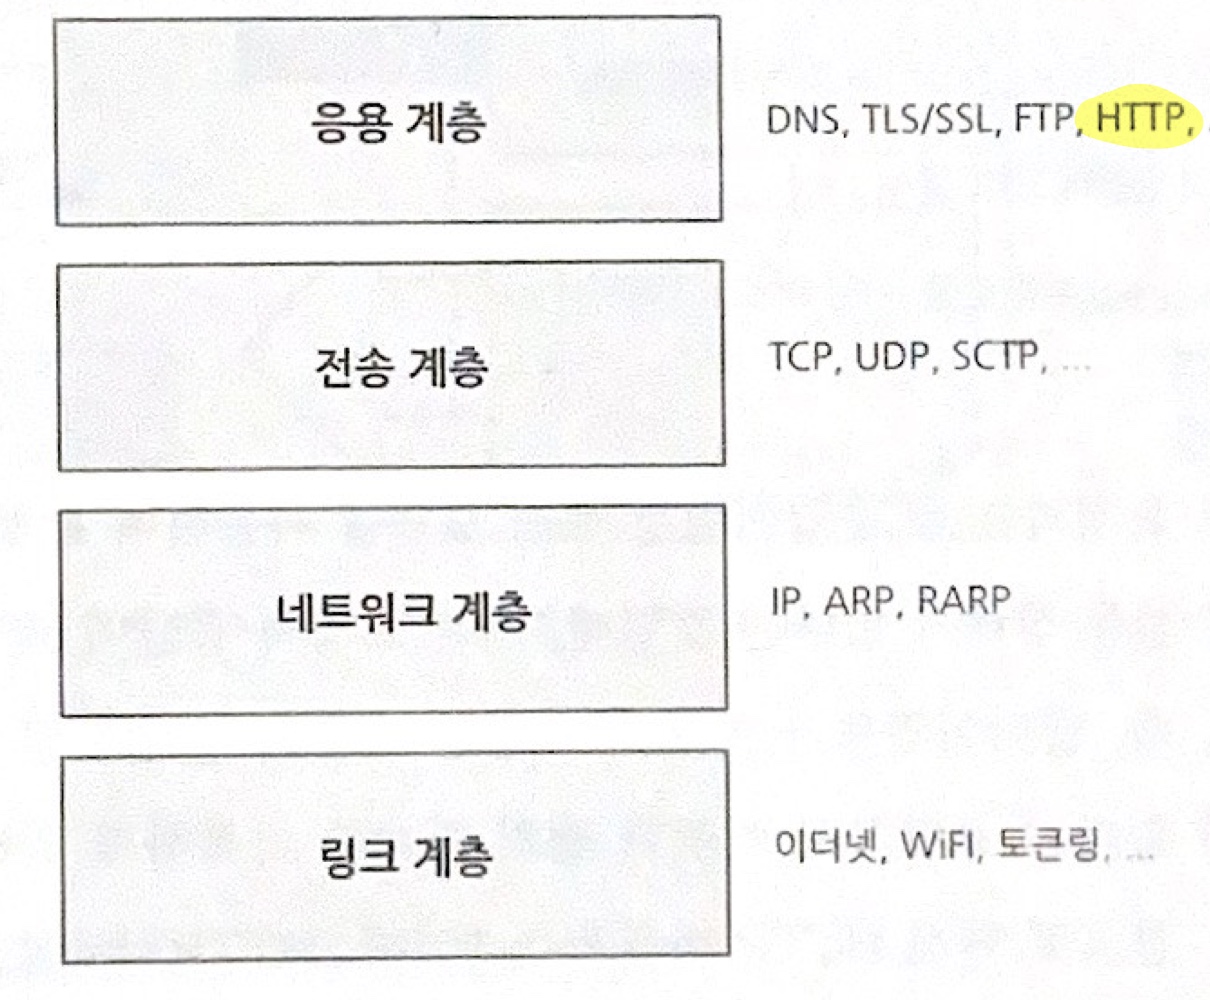 응용 계층 DNS, TLS/SSL, FTP, HTTP,
전송 계층 TCP, UDP, SCTP, ...
네트워크 계층 IP, ARP, RARP
링크 계층 이더넷, WiFI, 토큰링, ...